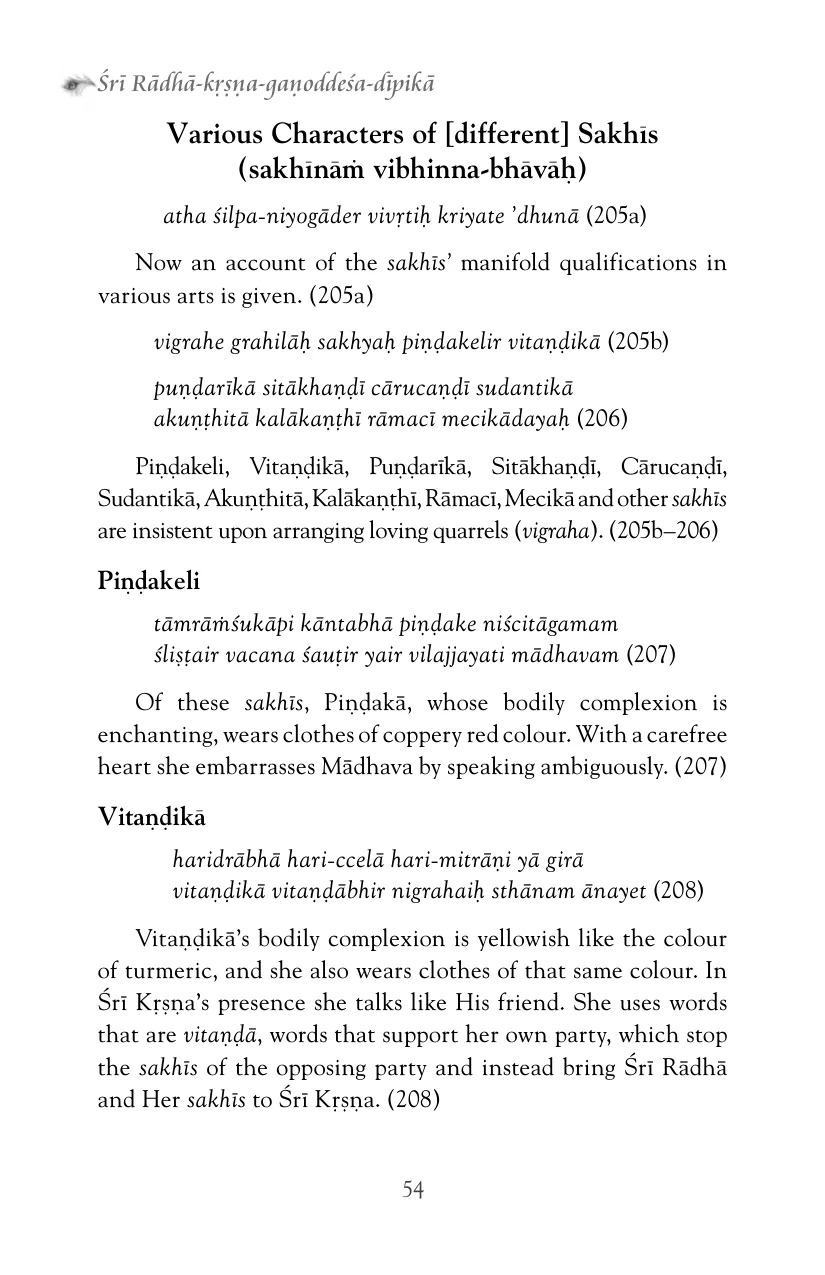 Śrī Rādhā-kṛṣṇa-gaṇoddeśa-dīpikā
Various Characters of [different] Sakhīs
(sakhīnāṁ vibhinna-bhāvāḥ)
atha śilpa-niyogāder vivṛtiḥ kriyate ’dhunā (205a)
Now an account of the sakhīs’ manifold qualifications in
various arts is given. (205a)
vigrahe grahilāḥ sakhyaḥ piṇḍakelir vitaṇḍikā (205b)
puṇḍarīkā sitākhaṇḍī cārucaṇḍī sudantikā
akuṇṭhitā kalākaṇṭhī rāmacī mecikādayaḥ (206)
Piṇḍakeli, Vitaṇḍikā, Puṇḍarīkā, Sitākhaṇḍī, Cārucaṇḍī,
Sudantikā, Akuṇṭhitā, Kalākaṇṭhī, Rāmacī, Mecikā and other sakhīs
are insistent upon arranging loving quarrels (vigraha). (205b–206)
Piṇḍakeli
tāmrāṁśukāpi kāntabhā piṇḍake niścitāgamam
śliṣṭair vacana śauṭir yair vilajjayati mādhavam (207)
Of these sakhīs, Piṇḍakā, whose bodily complexion is
enchanting, wears clothes of coppery red colour. With a carefree
heart she embarrasses Mādhava by speaking ambiguously. (207)
Vitaṇḍikā
haridrābhā hari-ccelā hari-mitrāṇi yā girā
vitaṇḍikā vitaṇḍābhir nigrahaiḥ sthānam ānayet (208)
Vitaṇḍikā’s bodily complexion is yellowish like the colour
of turmeric, and she also wears clothes of that same colour. In
Śrī Kṛṣṇa’s presence she talks like His friend. She uses words
that are vitaṇḍā, words that support her own party, which stop
the sakhīs of the opposing party and instead bring Śrī Rādhā
and Her sakhīs to Śrī Kṛṣṇa. (208)
54